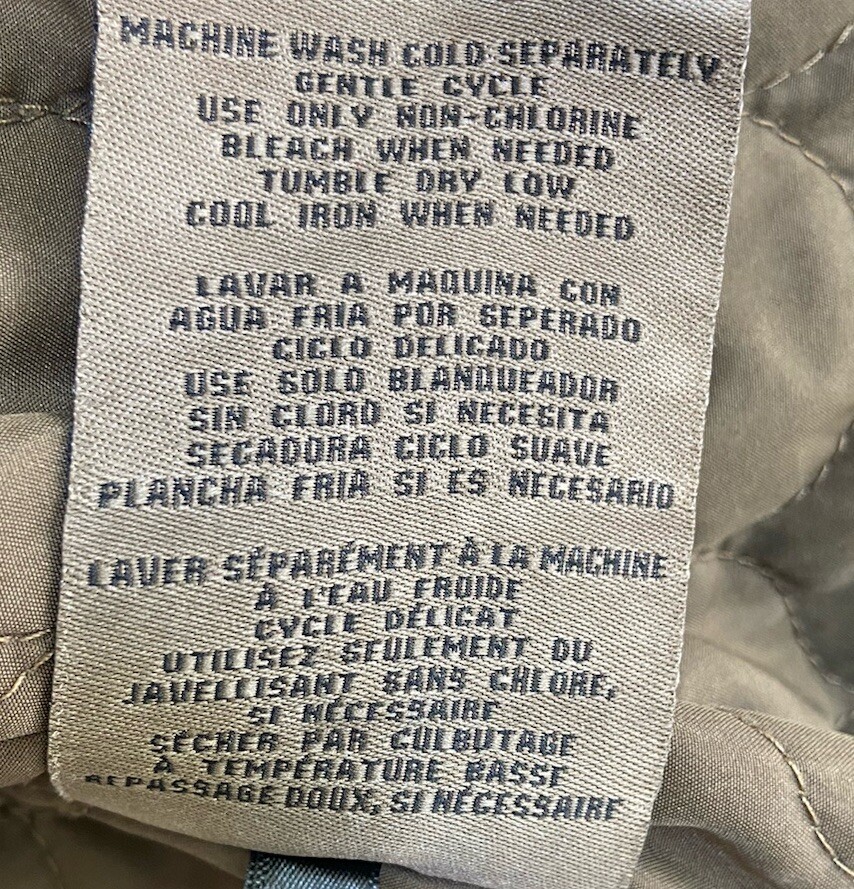 MACHINE WASH COLD SEPARATELY
GENTLE CYCLE
USE ONLY NON-CHLORINE
BLEACH WHEN NEEDED
TUMBLE DRY LOW
COOL IRON WHEN NEEDED
LAVAR A MAQUINA CON
AGUA FRIA POR SEPERADO
CICLO DELICADO
USE SOLO BLANQUEADOR
SIN CLORO SI NECESITA
SECADORA CICLO SUAVE
PLANCHA FRIA SI ES NECESARIO
LAVER SÉPARÉMENT À LA MACHINE
À L'EAU FROIDE
CYCLE DÉLICAT
UTILISEZ SEULEMENT DU
JAVELLISANT SANS CHLORE,
SI NÉCESSAIRE
SÉCHER PAR CULBUTAGE
À TEMPÉRATURE BASSE
REPASSAGE DOUX, SI NÉCESSAIRE